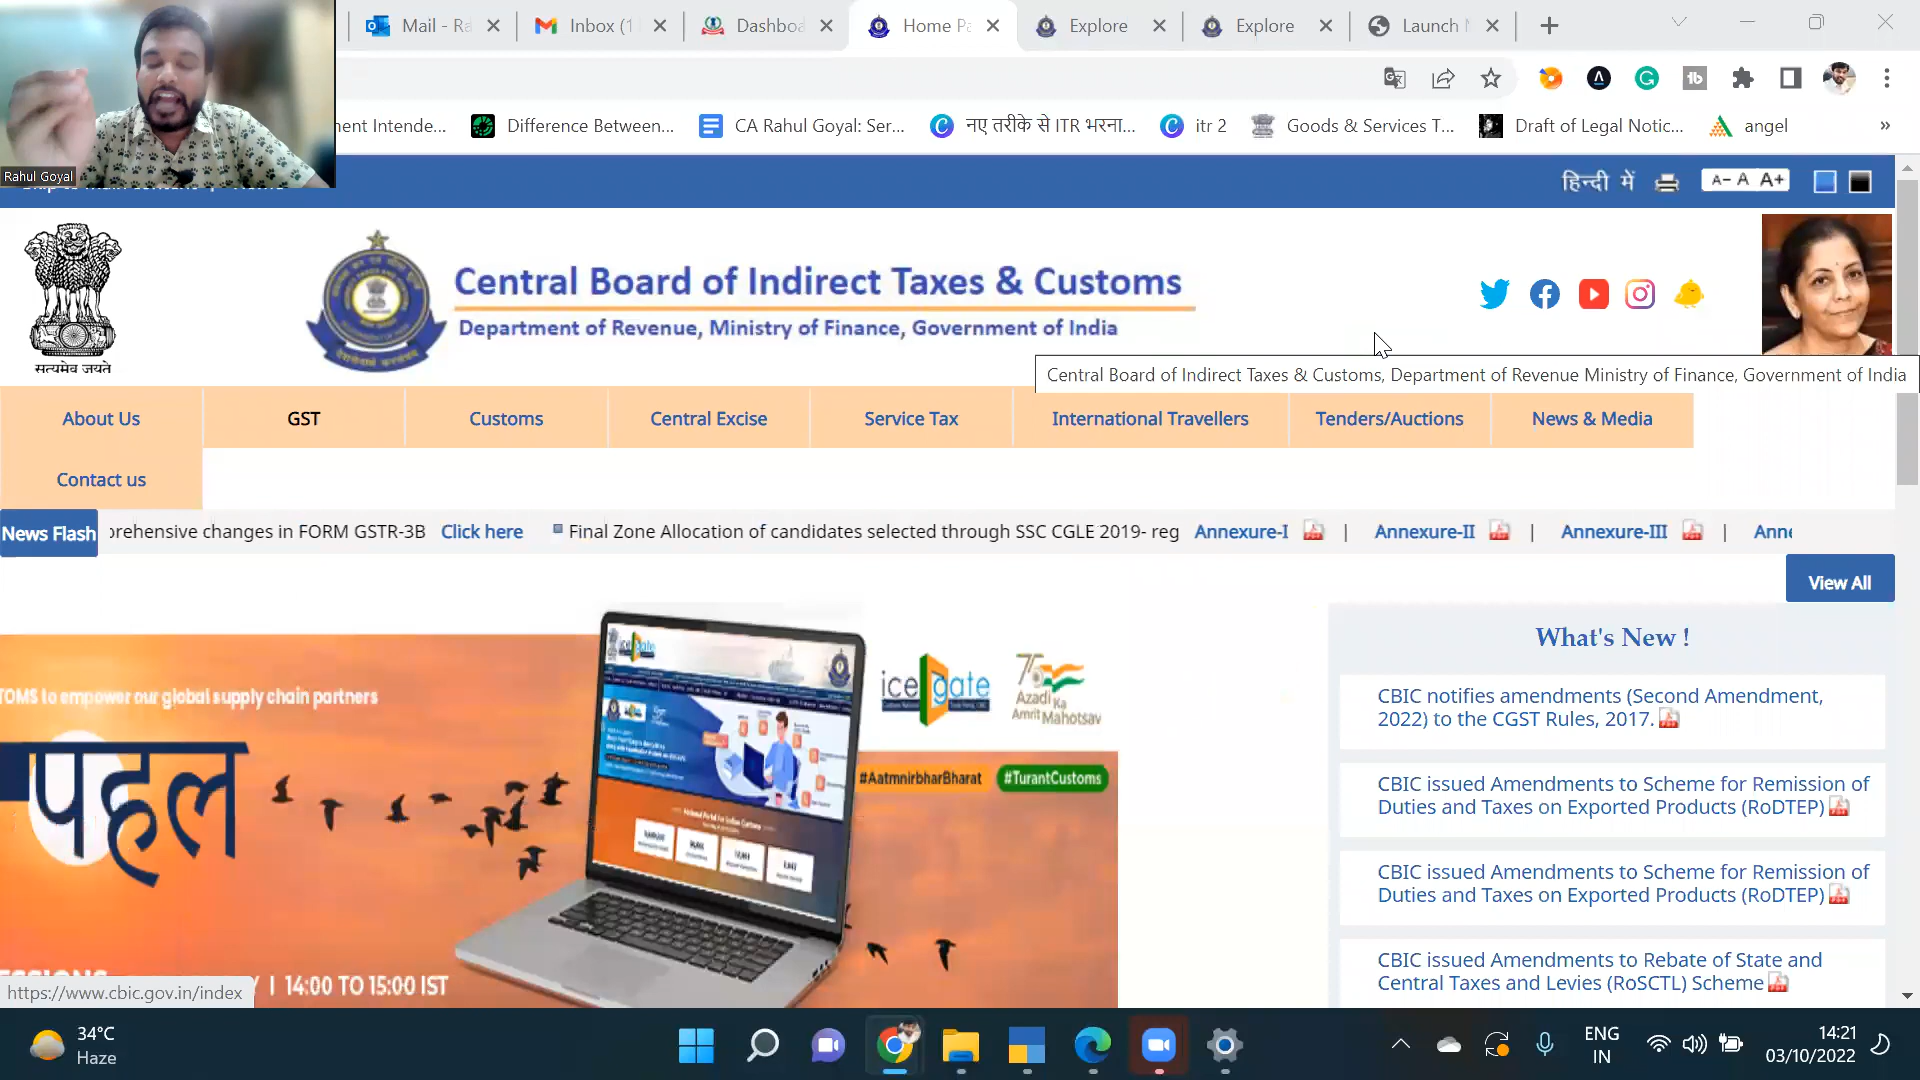 Mail - Ra
Inbox (1
Dashboa
Home Pa
Explore
Explore
Launch
Rahul Goyal
nent Intende...
Difference Between...
CA Rahul Goyal: Ser...
नए तरीके से ITR भरना...
itr 2
Goods & Services T...
Draft of Legal Notic...
angel
»
हिन्दी में
A- A A+
सत्यमेव जयते
Central Board of Indirect Taxes & Customs
Department of Revenue, Ministry of Finance, Government of India
Central Board of Indirect Taxes & Customs, Department of Revenue Ministry of Finance, Government of India
About Us
GST
Customs
Central Excise
Service Tax
International Travellers
Tenders/Auctions
News & Media
Contact us
News Flash
prehensive changes in FORM GSTR-3B Click here
Final Zone Allocation of candidates selected through SSC CGLE 2019- reg Annexure-I | Annexure-II | Annexure-III | Anne
View All
What's New !
CBIC notifies amendments (Second Amendment,
2022) to the CGST Rules, 2017.
CBIC issued Amendments to Scheme for Remission of
Duties and Taxes on Exported Products (RoDTEP)
CBIC issued Amendments to Scheme for Remission of
Duties and Taxes on Exported Products (RoDTEP)
CBIC issued Amendments to Rebate of State and
Central Taxes and Levies (RoSCTL) Scheme
TOMS to empower our global supply chain partners
पहल
icegate
75
Azadi Ka
Amrit Mahotsav
#AatmnirbharBharat
#TurantCustoms
Y | 14:00 TO 15:00 IST
https://www.cbic.gov.in/index
34°C
Haze
ENG
IN
14:21
03/10/2022